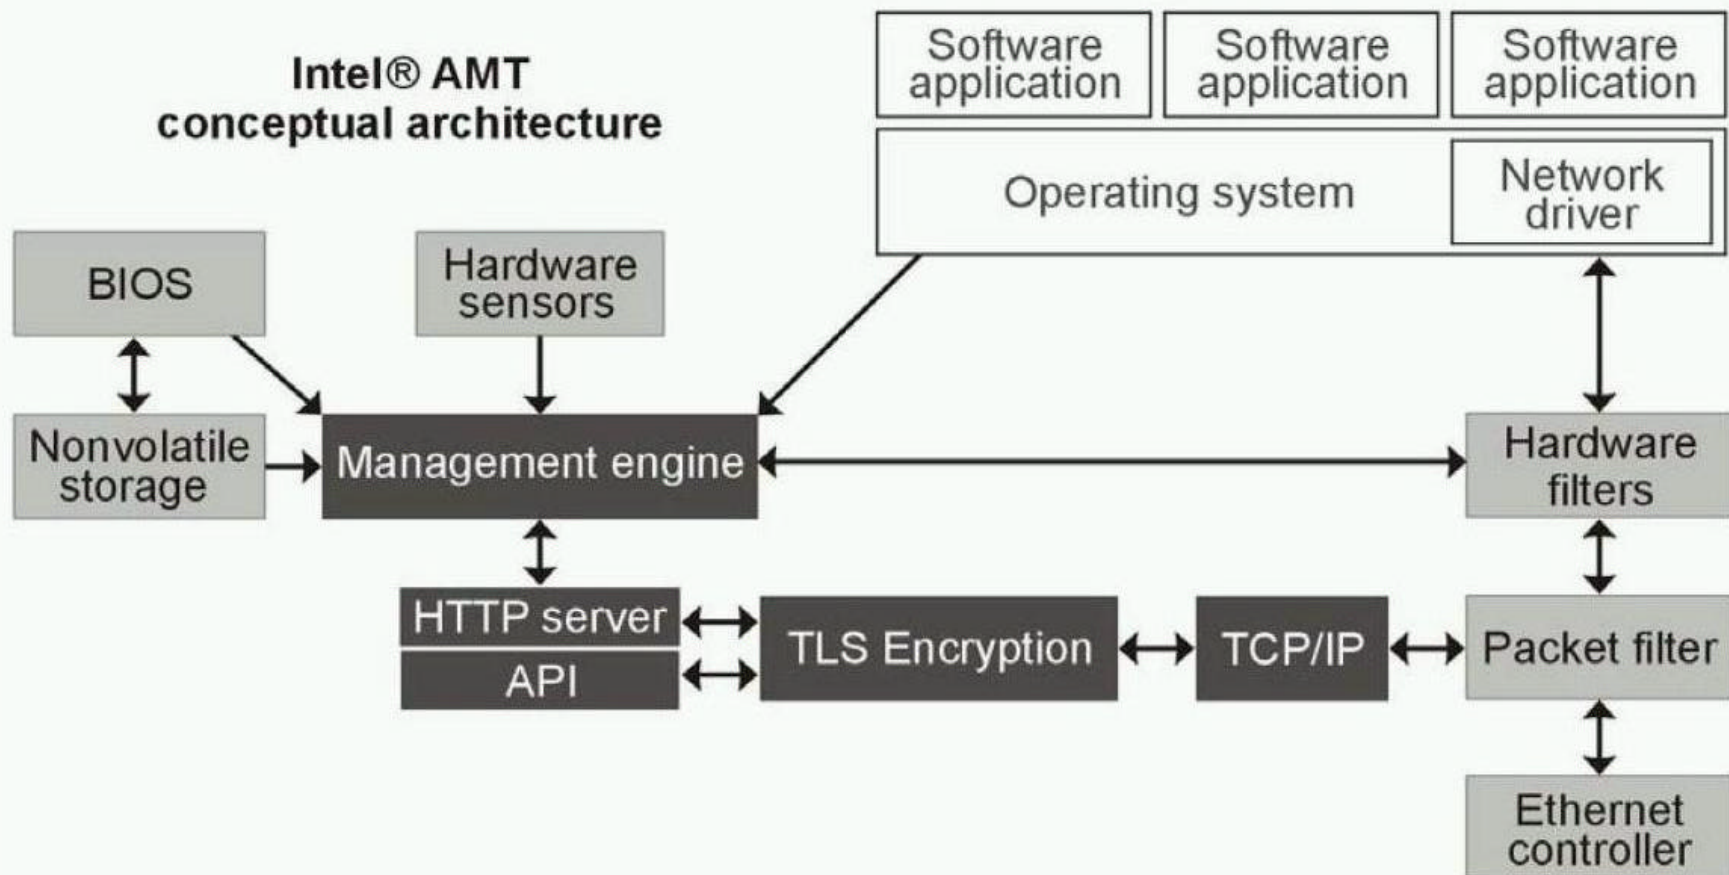 Intel® AMT
conceptual architecture
Software
application
Software
application
Software
application
Operating system
Network
driver
BIOS
Hardware
sensors
Nonvolatile
storage
Management engine
Hardware
filters
HTTP server
API
TLS Encryption
TCP/IP
Packet filter
Ethernet
controller